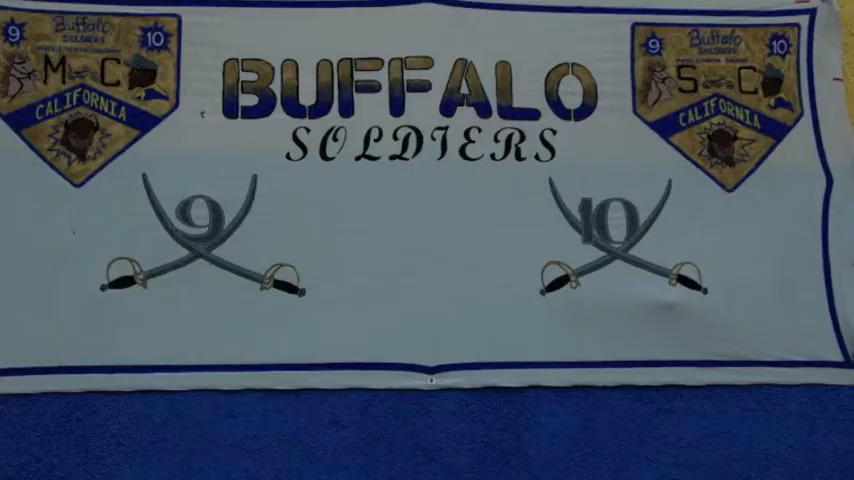 9
Buffalo
SOLDIERS
10
M C
CALIFORNIA
BUFFALO
SOLDIERS
9
Buffalo
SOLDIERS
10
S C
CALIFORNIA
9
10